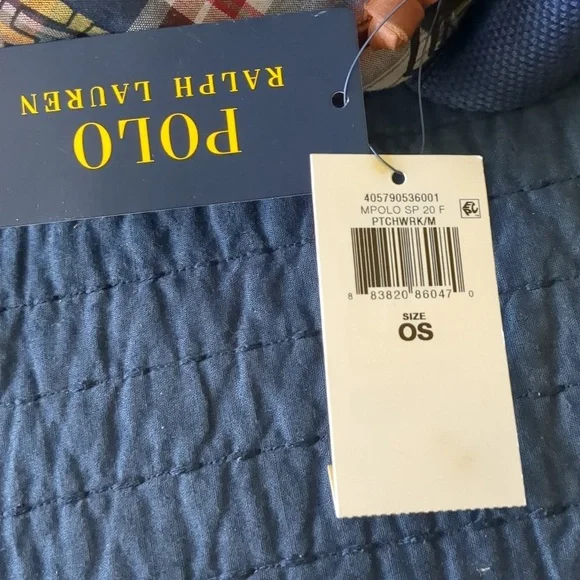 POLO
RALPH LAUREN
405790536001
MPOLO SP 20 F
PTCHWRK/M
8 83820 86047 0
SIZE
OS